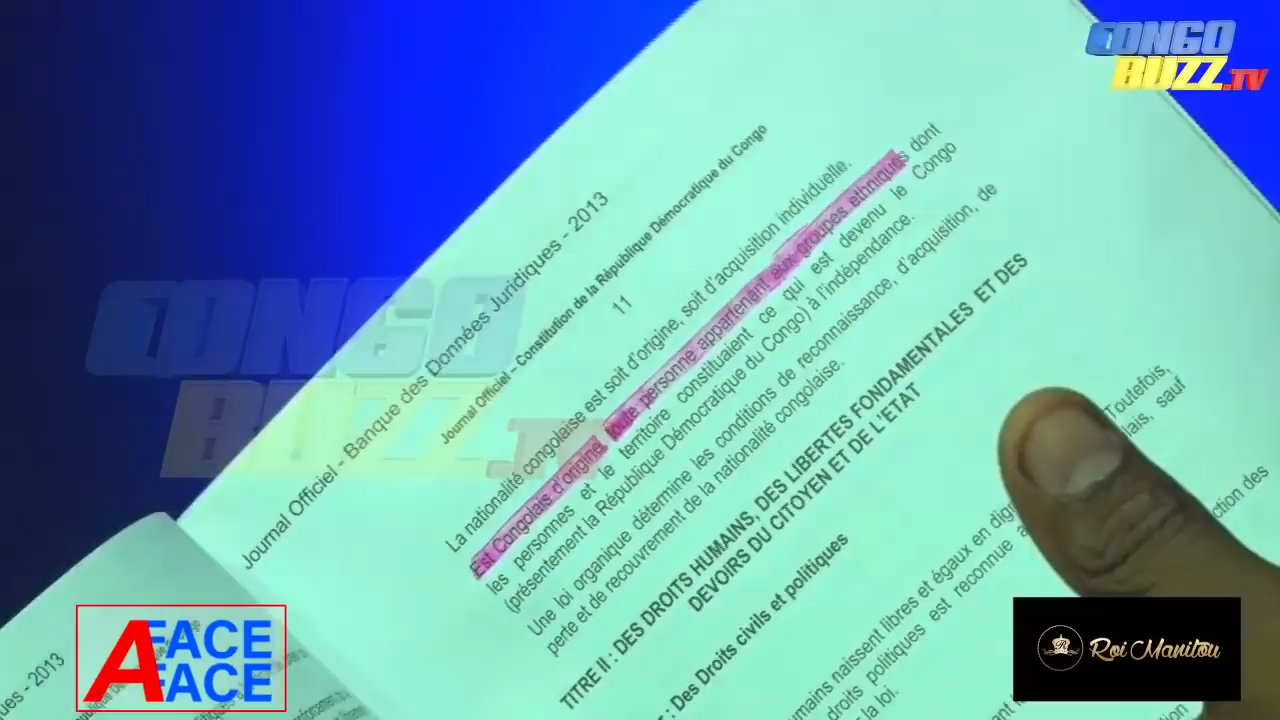 CONGO
BUZZ.TV
Journal Officiel - Banque des Données Juridiques - 2013
Journal Officiel - Constitution de la République Démocratique du Congo
11
La nationalité congolaise est soit d'origine, soit d'acquisition individuelle.
Est Congolais d'origine, toute personne appartenant aux groupes ethniques dont
les personnes et le territoire constituaient ce qui est devenu le Congo
(présentement la République Démocratique du Congo) à l'indépendance.
Une loi organique détermine les conditions de reconnaissance, d'acquisition, de
perte et de recouvrement de la nationalité congolaise.
TITRE II : DES DROITS HUMAINS, DES LIBERTES FONDAMENTALES ET DES
DEVOIRS DU CITOYEN ET DE L'ETAT
: Des Droits civils et politiques
naissent libres et égaux en Toutefois,
droits politiques est reconnue sauf
la loi.
des
CONGO
BUZZ.TV
2013
A FACE
FACE
Roi Manitou